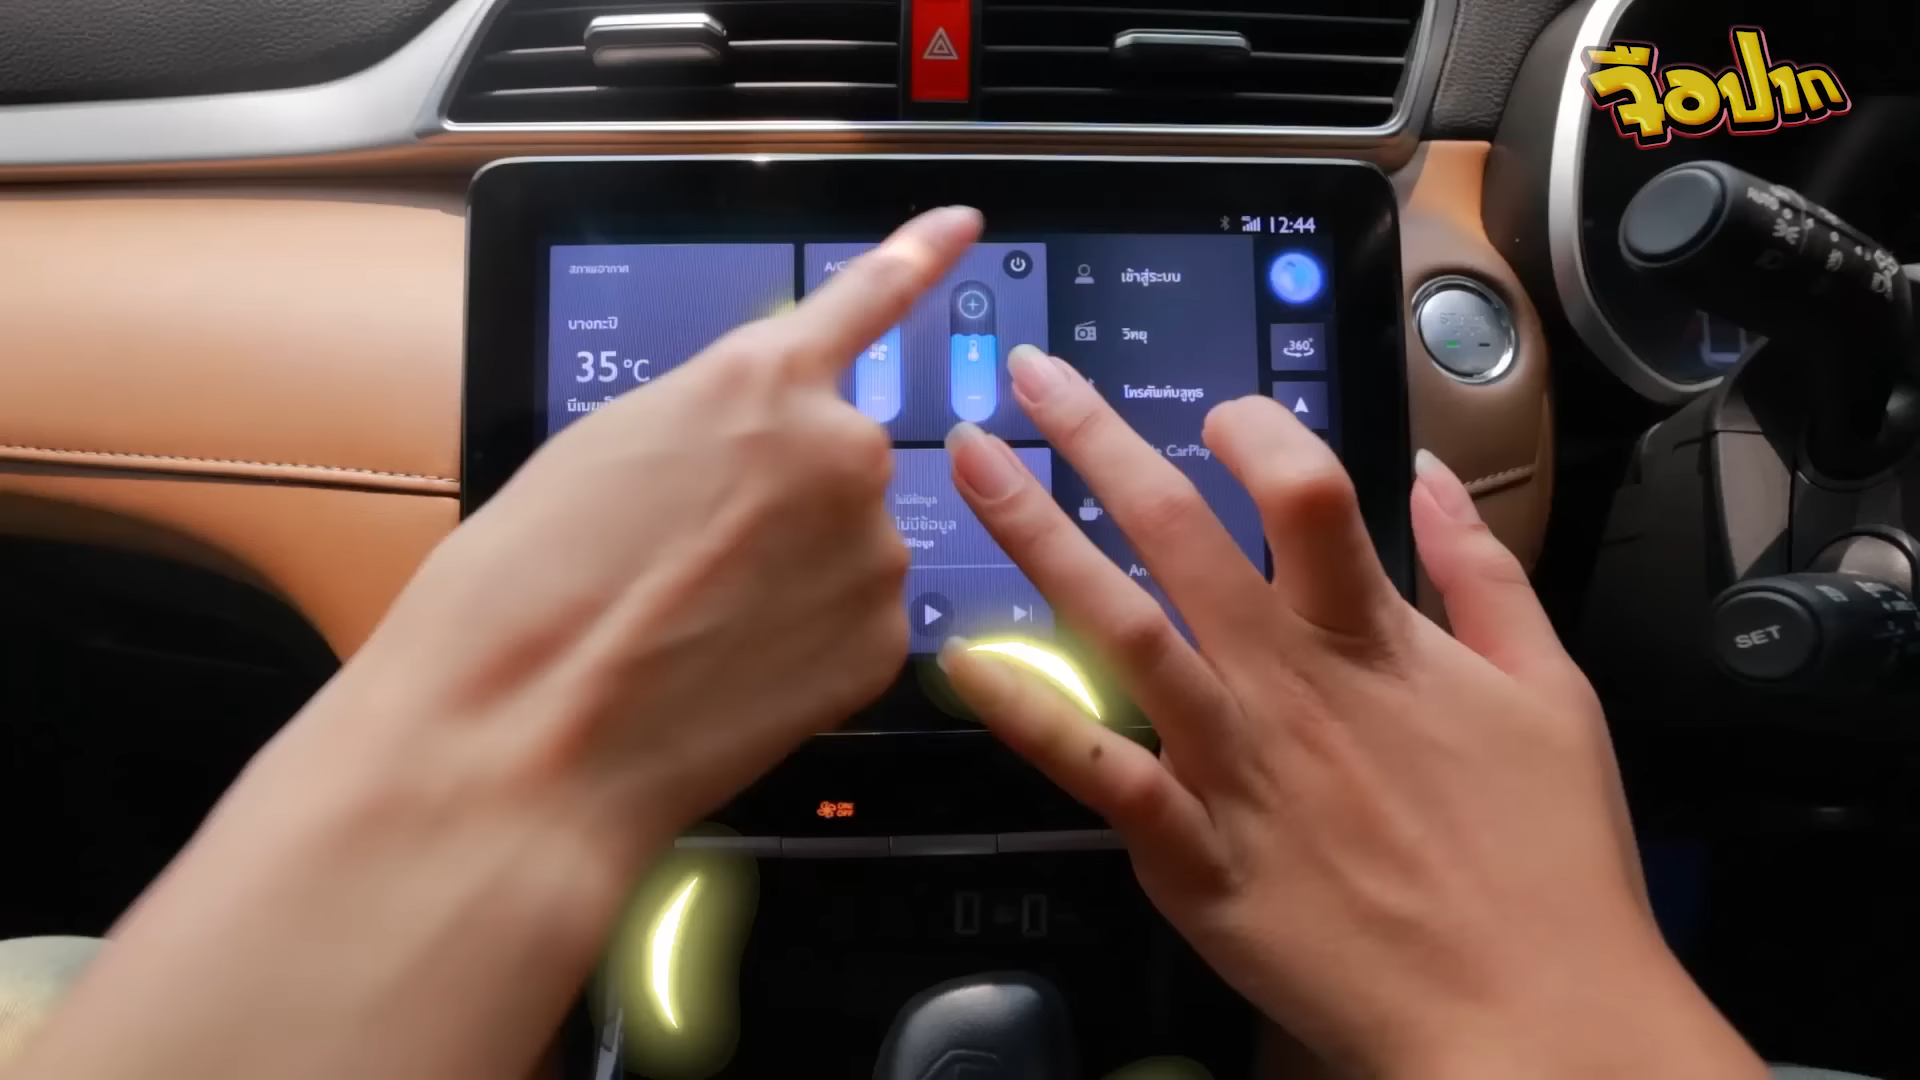 จือปาก
12:44
สภาพอากาศ
A/C
เข้าสู่ระบบ
บางกะปิ
วิทยุ
35°C
360°
โทรศัพท์บลูทูธ
CarPlay
ไม่มีข้อมูล
ไม่มีข้อมูล
SET
ON
OFF